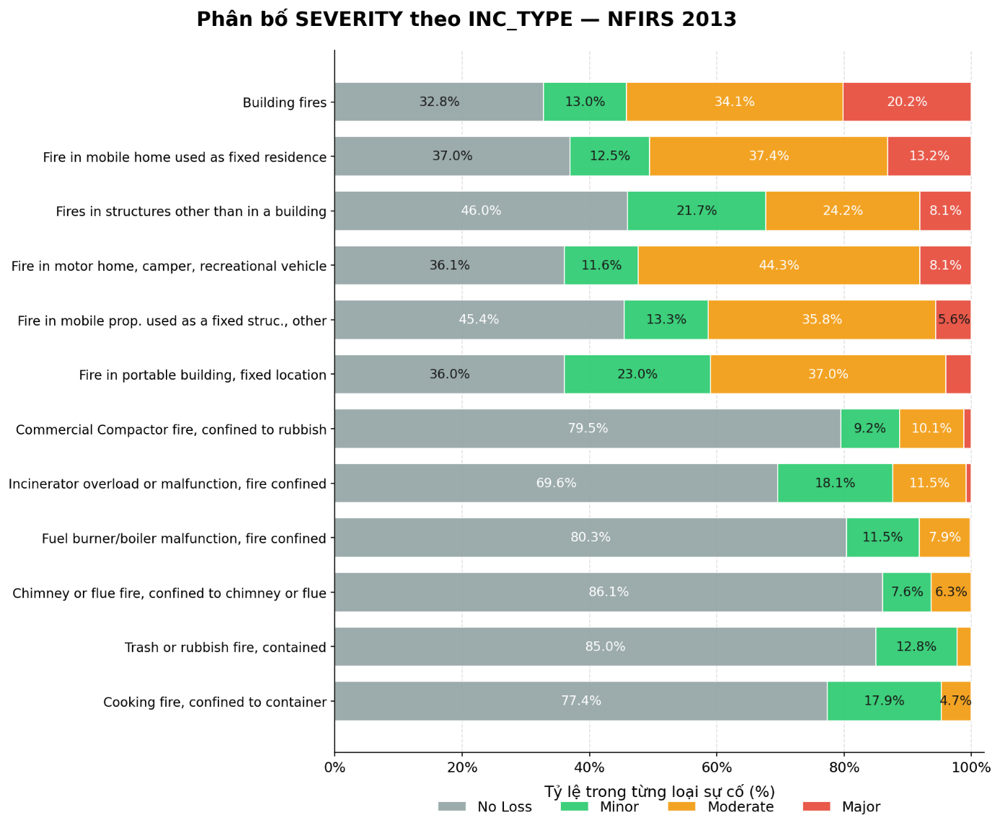 Phân bố SEVERITY theo INC_TYPE — NFIRS 2013
Building fires 32.8% 13.0% 34.1% 20.2%
Fire in mobile home used as fixed residence 37.0% 12.5% 37.4% 13.2%
Fires in structures other than in a building 46.0% 21.7% 24.2% 8.1%
Fire in motor home, camper, recreational vehicle 36.1% 11.6% 44.3% 8.1%
Fire in mobile prop. used as a fixed struc., other 45.4% 13.3% 35.8% 5.6%
Fire in portable building, fixed location 36.0% 23.0% 37.0%
Commercial Compactor fire, confined to rubbish 79.5% 9.2% 10.1%
Incinerator overload or malfunction, fire confined 69.6% 18.1% 11.5%
Fuel burner/boiler malfunction, fire confined 80.3% 11.5% 7.9%
Chimney or flue fire, confined to chimney or flue 86.1% 7.6% 6.3%
Trash or rubbish fire, contained 85.0% 12.8%
Cooking fire, confined to container 77.4% 17.9% 4.7%
0% 20% 40% 60% 80% 100%
Tỷ lệ trong từng loại sự cố (%)
No Loss Minor Moderate Major